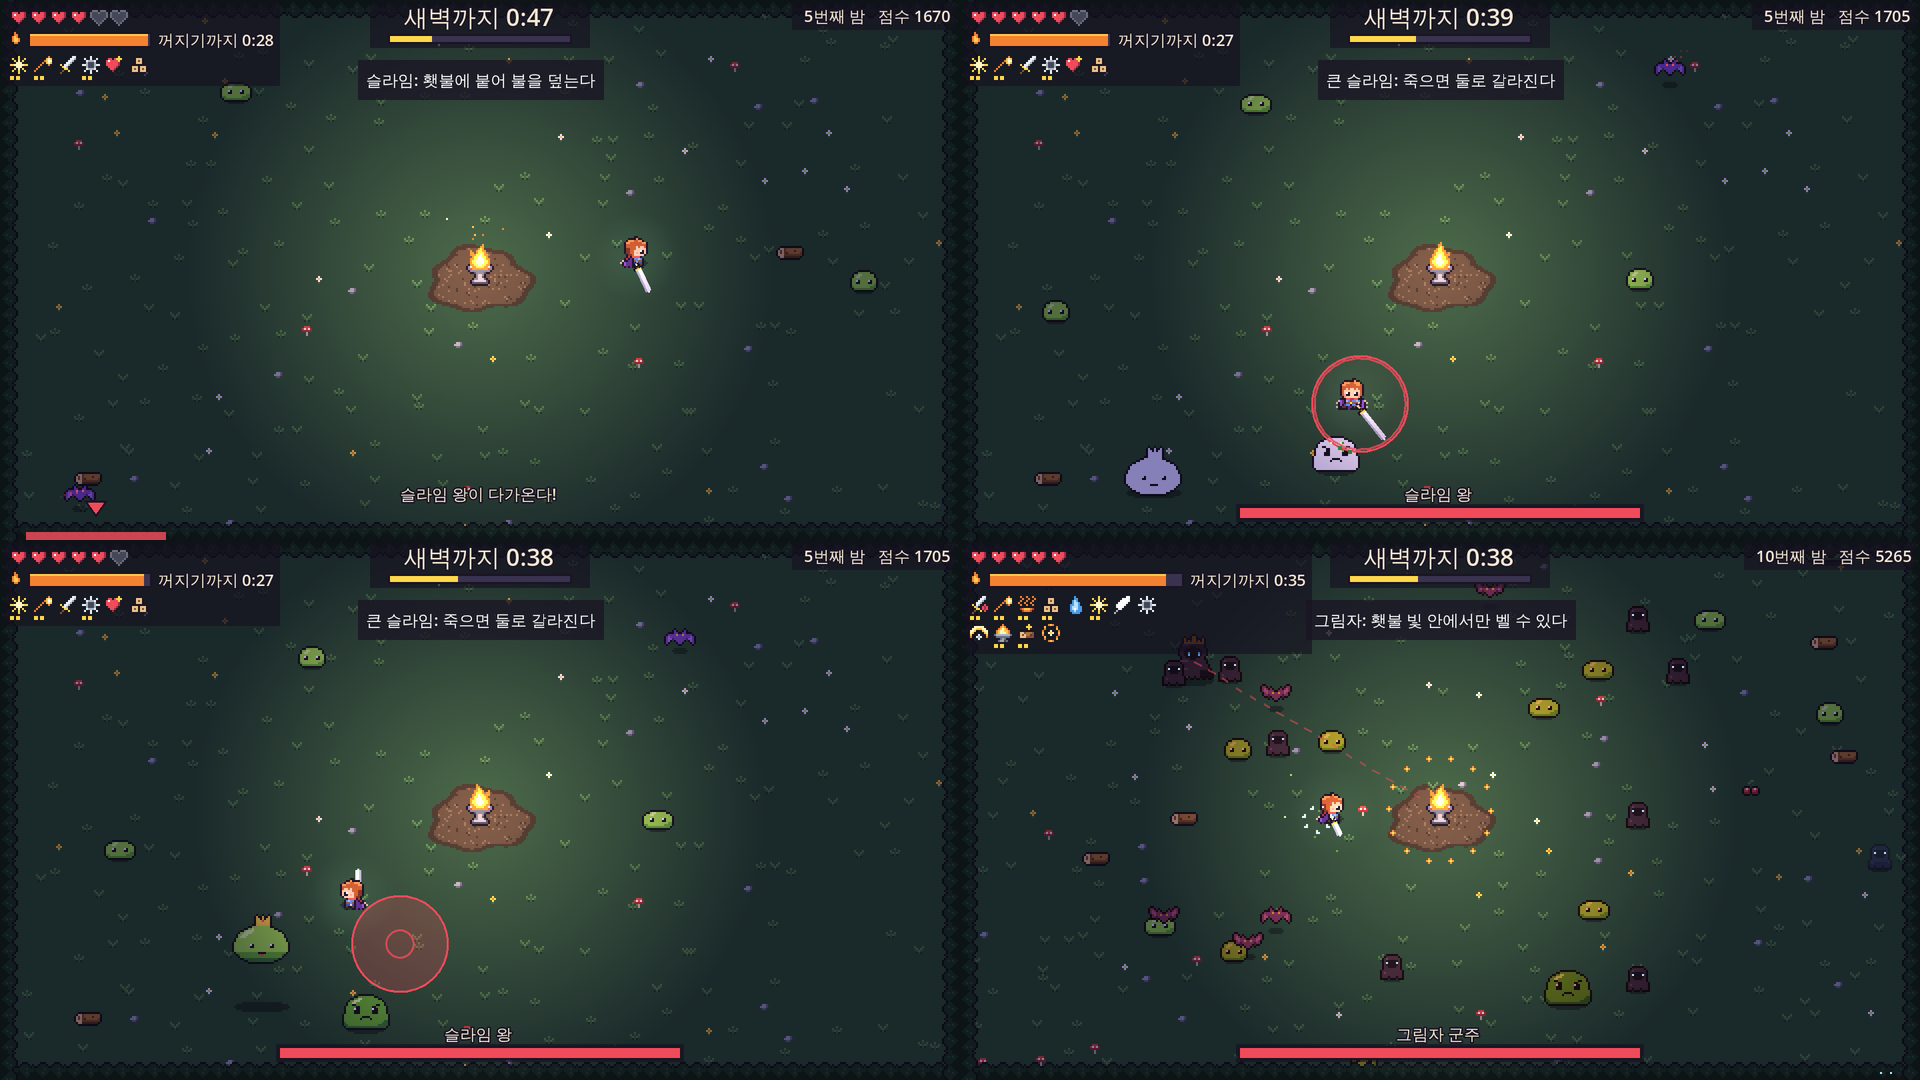 새벽까지 0:47
5번째 밤 점수 1670
꺼지기까지 0:28
슬라임: 횃불에 붙어 불을 덮는다
슬라임 왕이 다가온다!
새벽까지 0:39
5번째 밤 점수 1705
꺼지기까지 0:27
큰 슬라임: 죽으면 둘로 갈라진다
슬라임 왕
새벽까지 0:38
5번째 밤 점수 1705
꺼지기까지 0:27
큰 슬라임: 죽으면 둘로 갈라진다
슬라임 왕
새벽까지 0:38
10번째 밤 점수 5265
꺼지기까지 0:35
그림자: 횃불 빛 안에서만 벨 수 있다
그림자 군주